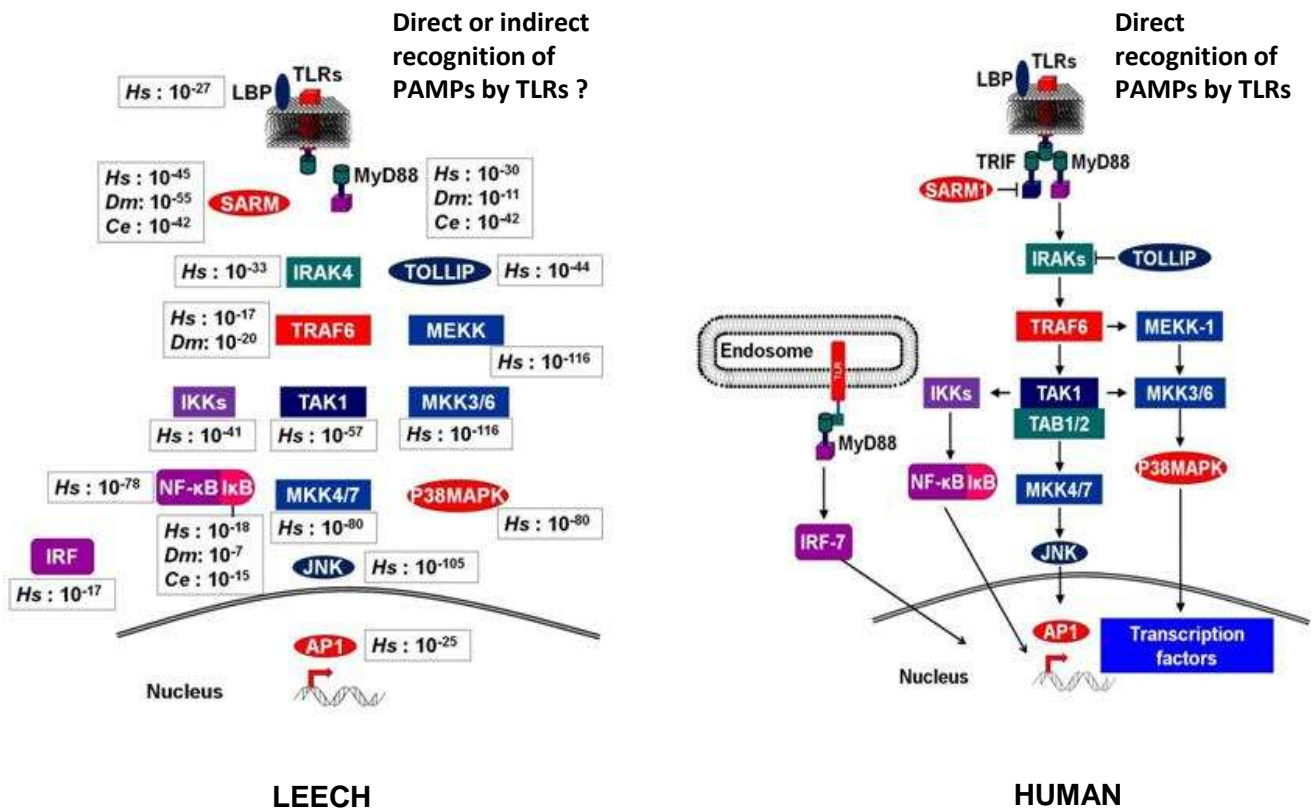 Direct or indirect
recognition of
PAMPs by TLRs ?
TLRs
LBP
Hs : 10-27
MyD88
Hs : 10-45
Dm: 10-55
Ce : 10-42
SARM
Hs : 10-30
Dm: 10-11
Ce : 10-42
Hs : 10-33
IRAK4
TOLLIP
Hs : 10-44
Hs : 10-17
Dm: 10-20
TRAF6
MEKK
Hs : 10-116
IKKs
TAK1
MKK3/6
Hs : 10-41
Hs : 10-57
Hs : 10-116
Hs : 10-78
NF-κB IκB
MKK4/7
P38MAPK
Hs : 10-80
Hs : 10-80
Hs : 10-18
Dm: 10-7
Ce : 10-15
IRF
Hs : 10-17
JNK
Hs : 10-105
AP1
Hs : 10-25
Nucleus
LEECH
Direct
recognition of
PAMPs by TLRs
TLRs
LBP
TRIF
MyD88
SARM1
IRAKs
TOLLIP
TRAF6
MEKK-1
Endosome
TLR
IKKs
TAK1
MKK3/6
TAB1/2
MyD88
P38MAPK
NF-κB IκB
MKK4/7
IRF-7
JNK
AP1
Transcription
factors
Nucleus
HUMAN